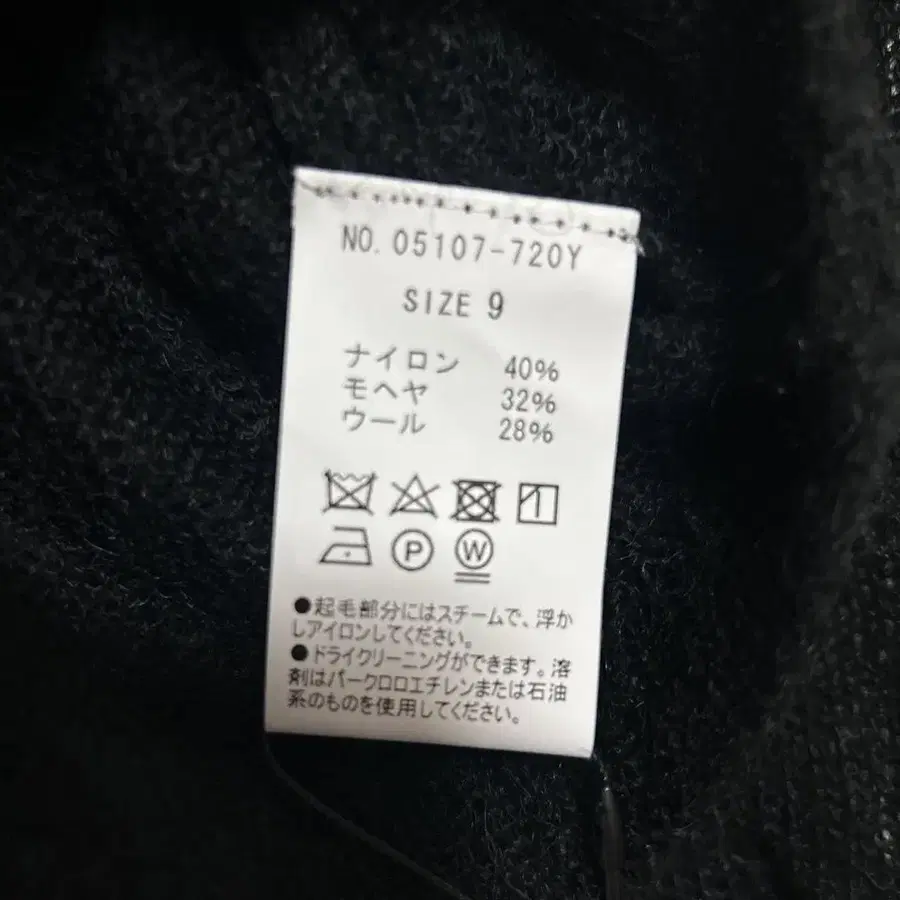 NO. 05107-720Y
SIZE 9
ナイロン 40%
モヘヤ 32%
ウール 28%
P W
●起毛部分にはスチームで、浮か
しアイロンしてください。
●ドライクリーニングができます。溶
剤はパークロロエチレンまたは石油
系のものを使用してください。